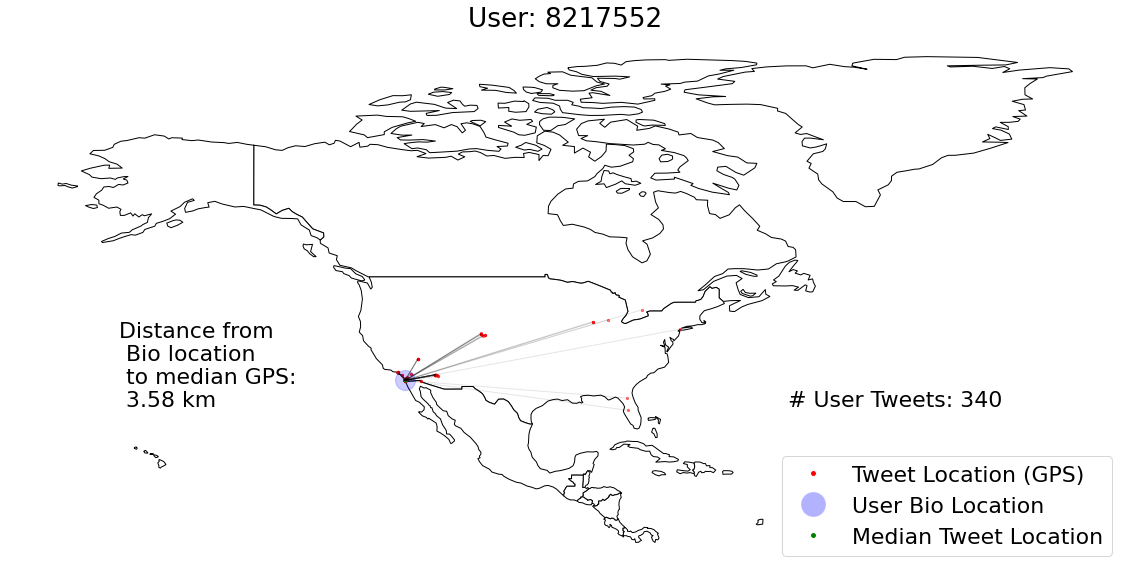 User: 8217552
Distance from
Bio location
to median GPS:
3.58 km
# User Tweets: 340
Tweet Location (GPS)
User Bio Location
Median Tweet Location